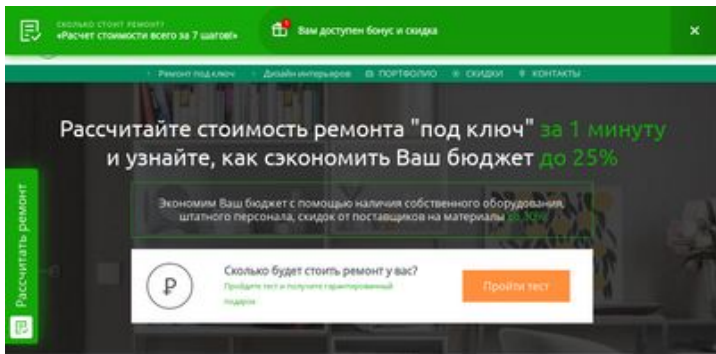 СКОЛЬКО СТОИТ РЕМОНТ?
«Расчет стоимости всего за 7 шагов!»
Вам доступен бонус и скидка
Ремонт под ключ Дизайн интерьеров ПОРТФОЛИО СКИДКИ КОНТАКТЫ
Рассчитайте стоимость ремонта "под ключ" за 1 минуту
и узнайте, как сэкономить Ваш бюджет до 25%
Экономим Ваш бюджет с помощью наличия собственного оборудования,
штатного персонала, скидок от поставщиков на материалы
Рассчитать ремонт
Сколько будет стоить ремонт у вас?
Пройдите тест и получите гарантированный
подарок
Пройти тест